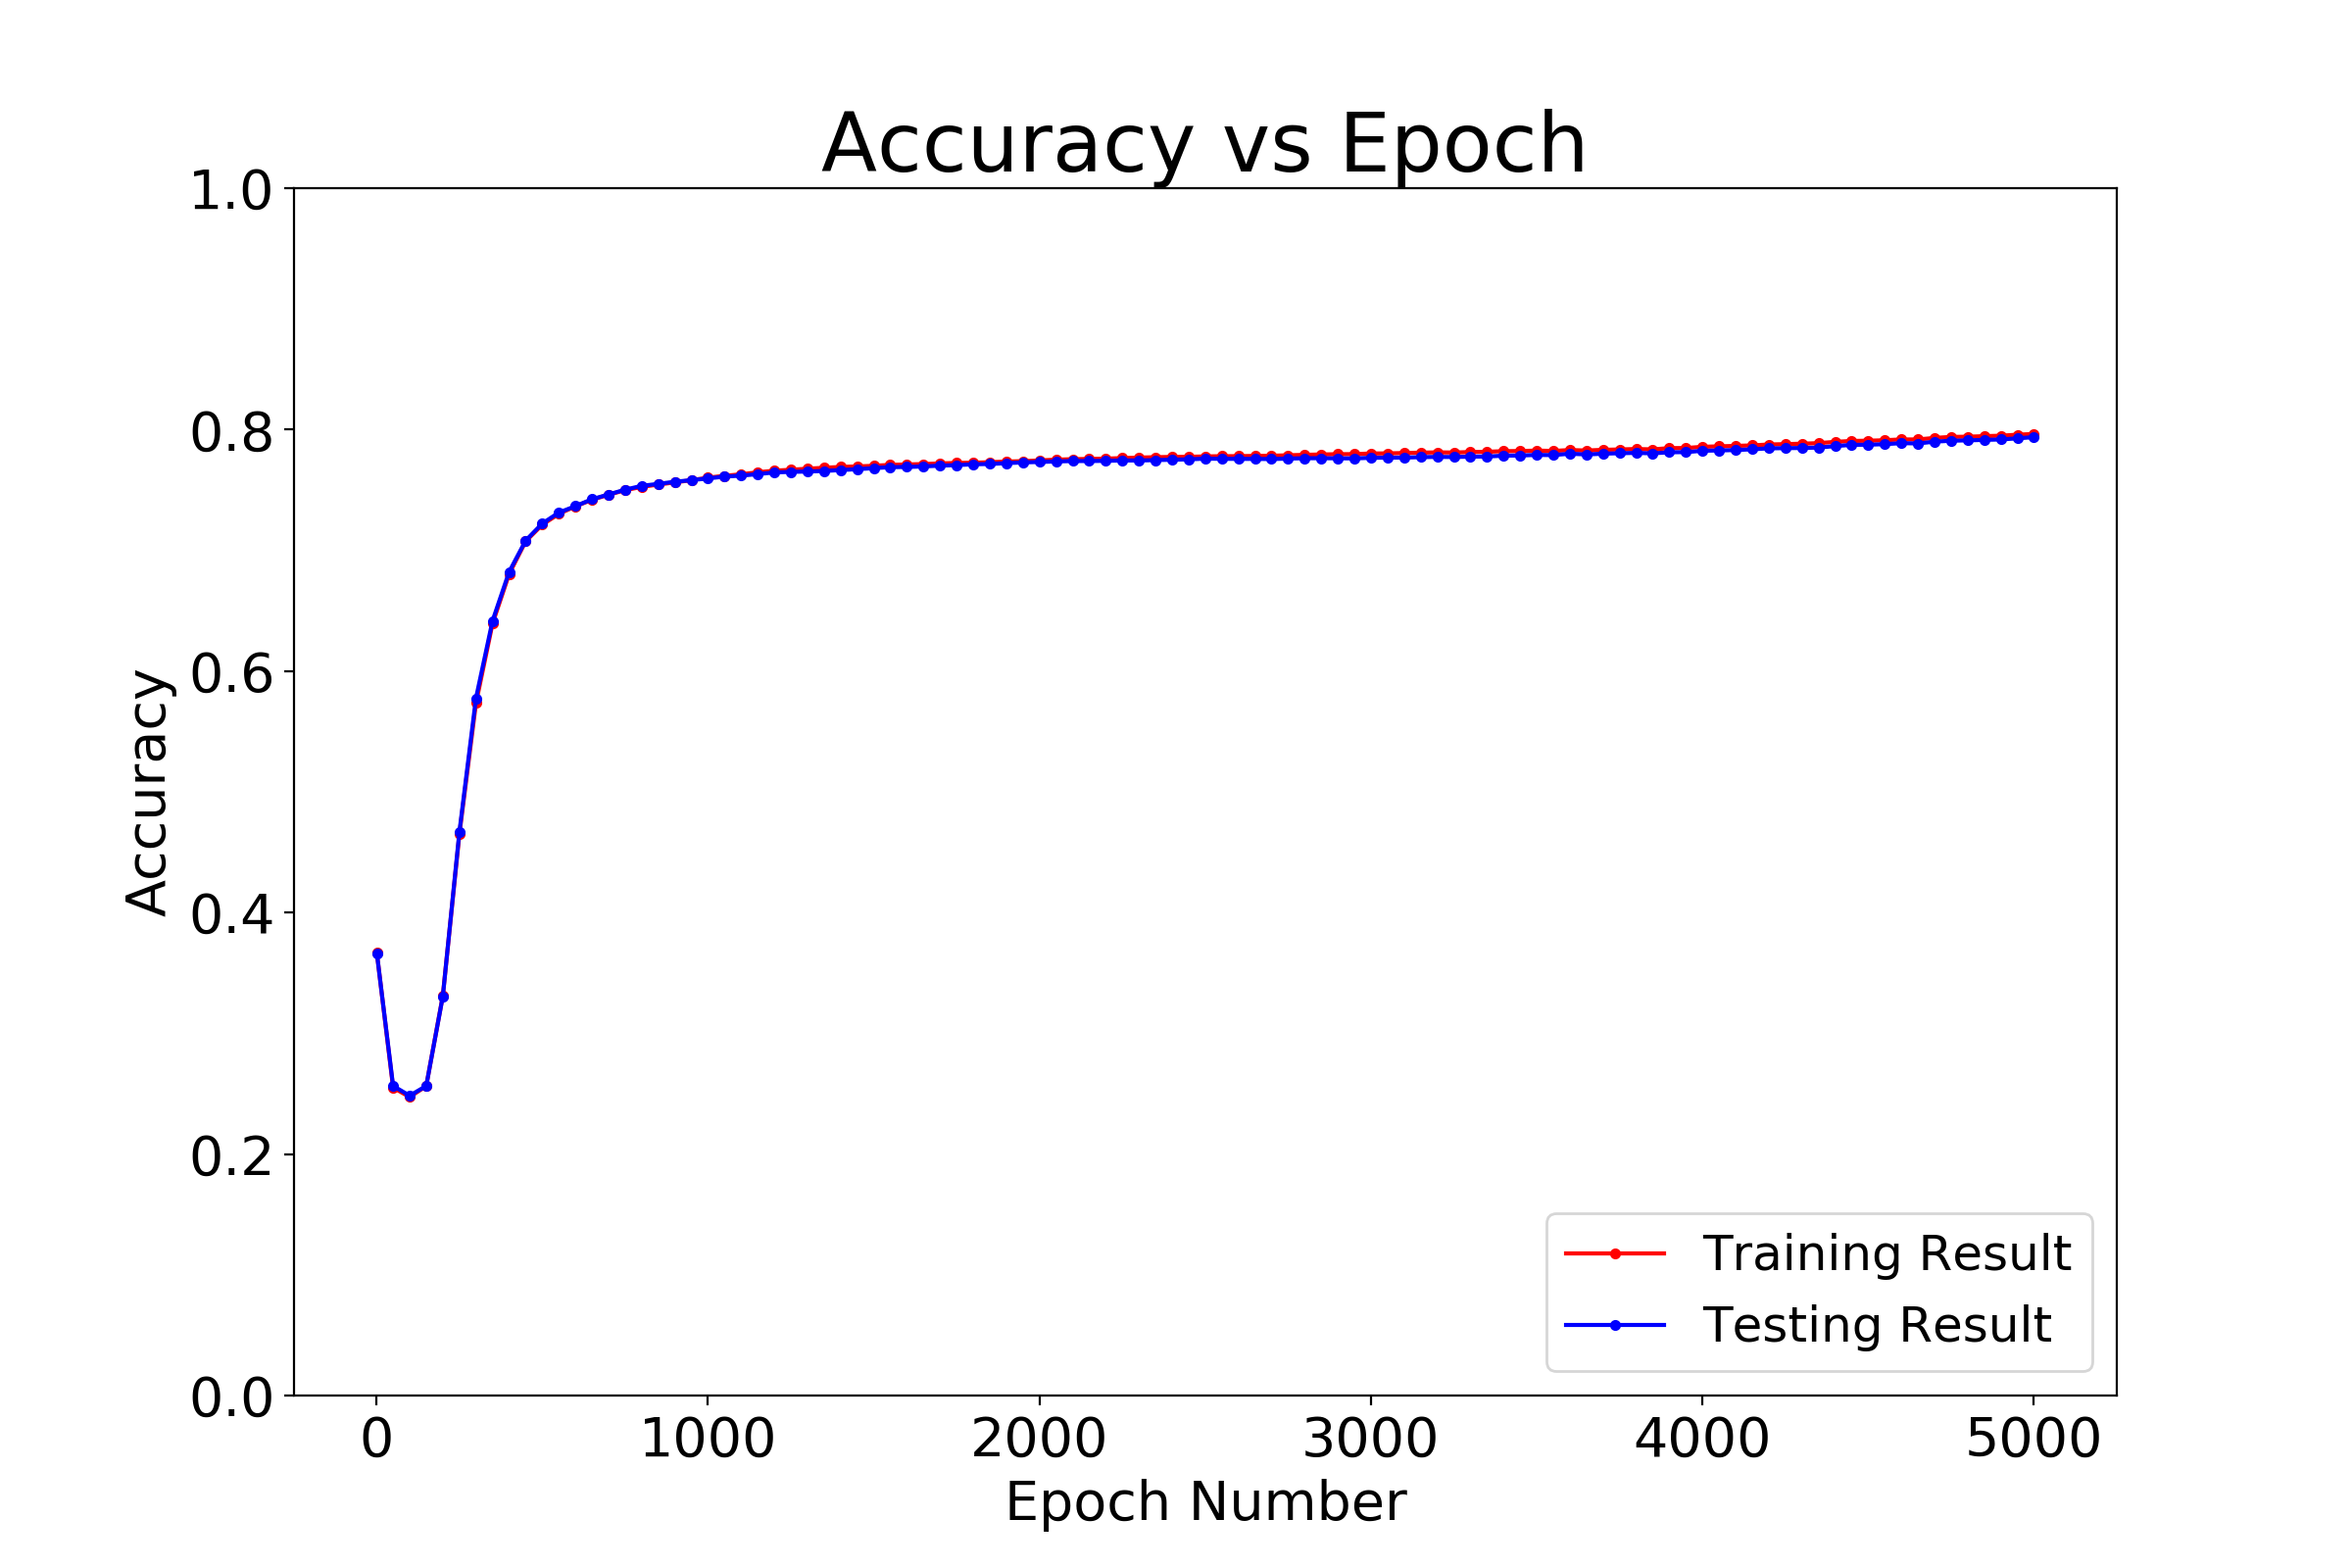 Accuracy vs Epoch
1.0
0.8
0.6
0.4
0.2
0.0
Accuracy
0 1000 2000 3000 4000 5000
Epoch Number
Training Result
Testing Result